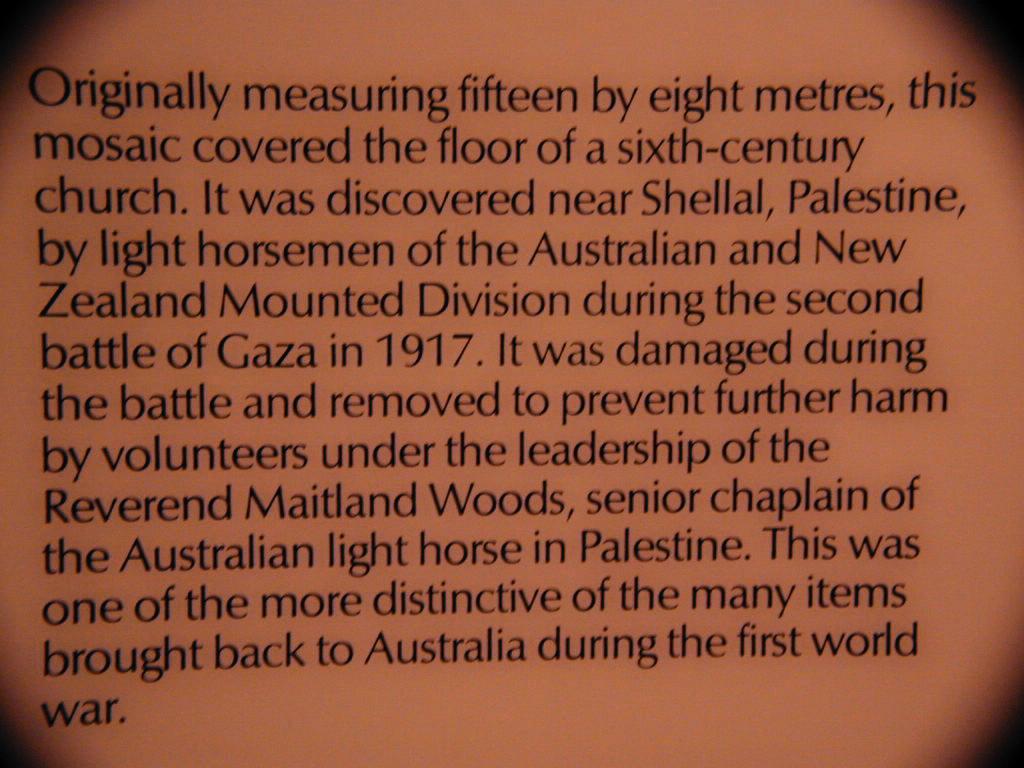 Originally measuring fifteen by eight metres, this
mosaic covered the floor of a sixth-century
church. It was discovered near Shellal, Palestine,
by light horsemen of the Australian and New
Zealand Mounted Division during the second
battle of Gaza in 1917. It was damaged during
the battle and removed to prevent further harm
by volunteers under the leadership of the
Reverend Maitland Woods, senior chaplain of
the Australian light horse in Palestine. This was
one of the more distinctive of the many items
brought back to Australia during the first world
war.